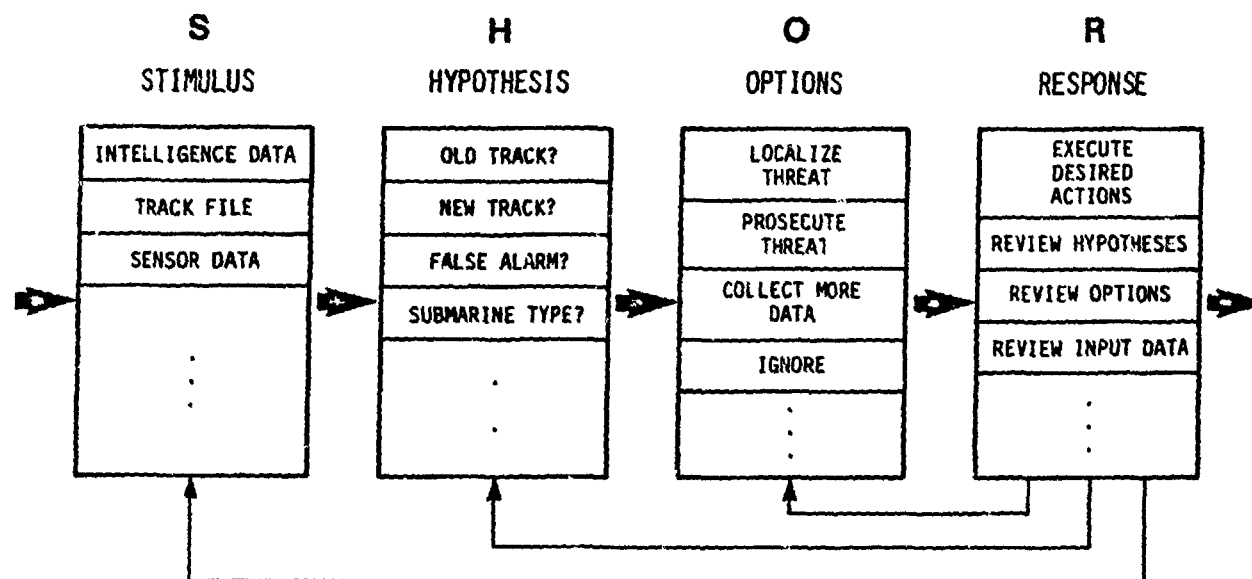 S
STIMULUS
INTELLIGENCE DATA
TRACK FILE
SENSOR DATA
H
HYPOTHESIS
OLD TRACK?
NEW TRACK?
FALSE ALARM?
SUBMARINE TYPE?
O
OPTIONS
LOCALIZE
THREAT
PROSECUTE
THREAT
COLLECT MORE
DATA
IGNORE
R
RESPONSE
EXECUTE
DESIRED
ACTIONS
REVIEW HYPOTHESES
REVIEW OPTIONS
REVIEW INPUT DATA